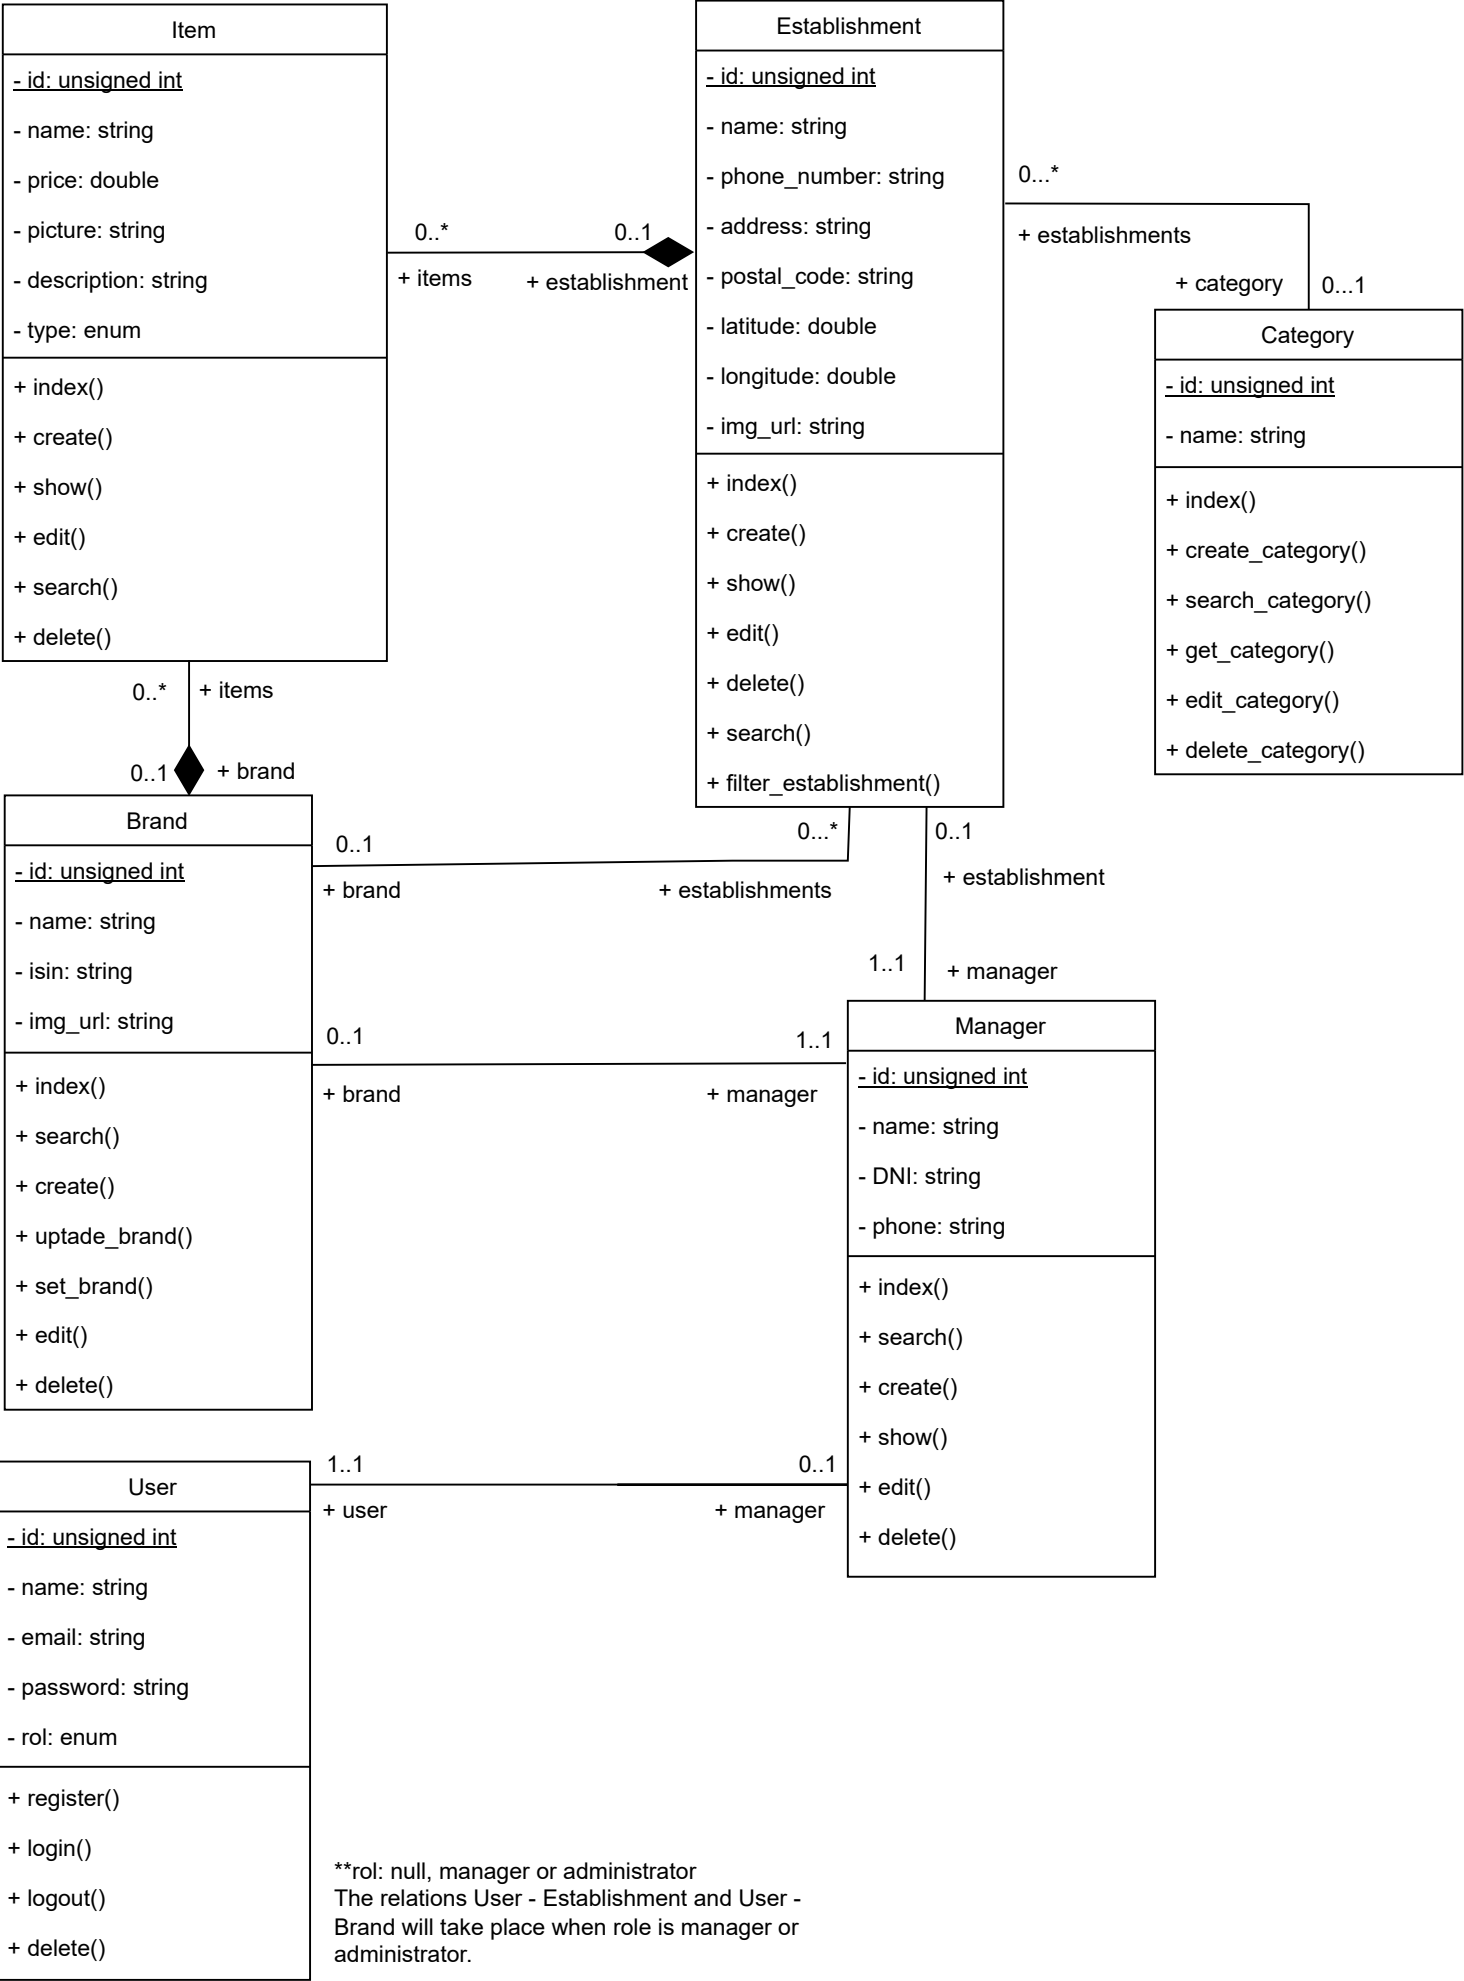 Item
- id: unsigned int
- name: string
- price: double
- picture: string
- description: string
- type: enum
+ index()
+ create()
+ show()
+ edit()
+ search()
+ delete()
0..*
+ items
0..1
+ establishment
Establishment
- id: unsigned int
- name: string
- phone_number: string
- address: string
- postal_code: string
- latitude: double
- longitude: double
- img_url: string
+ index()
+ create()
+ show()
+ edit()
+ delete()
+ search()
+ filter_establishment()
0...*
+ establishments
+ category
0...1
Category
- id: unsigned int
- name: string
+ index()
+ create_category()
+ search_category()
+ get_category()
+ edit_category()
+ delete_category()
0..*
+ items
0..1
+ brand
Brand
- id: unsigned int
- name: string
- isin: string
- img_url: string
+ index()
+ search()
+ create()
+ uptade_brand()
+ set_brand()
+ edit()
+ delete()
0..1
+ brand
0...*
+ establishments
0..1
+ establishment
1..1
+ manager
0..1
+ brand
1..1
+ manager
Manager
- id: unsigned int
- name: string
- DNI: string
- phone: string
+ index()
+ search()
+ create()
+ show()
+ edit()
+ delete()
1..1
+ user
0..1
+ manager
User
- id: unsigned int
- name: string
- email: string
- password: string
- rol: enum
+ register()
+ login()
+ logout()
+ delete()
**rol: null, manager or administrator
The relations User - Establishment and User -
Brand will take place when role is manager or
administrator.